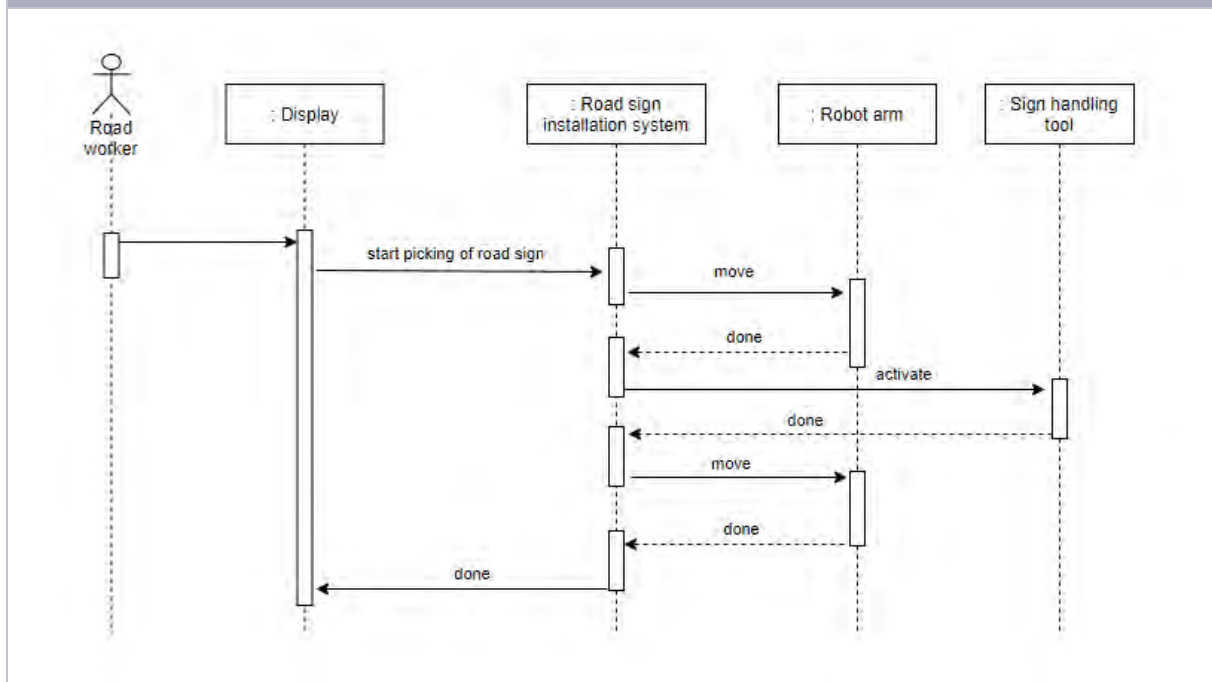 Road
worker
: Display
: Road sign
installation system
: Robot arm
: Sign handling
tool
start picking of road sign
move
done
activate
done
move
done
done